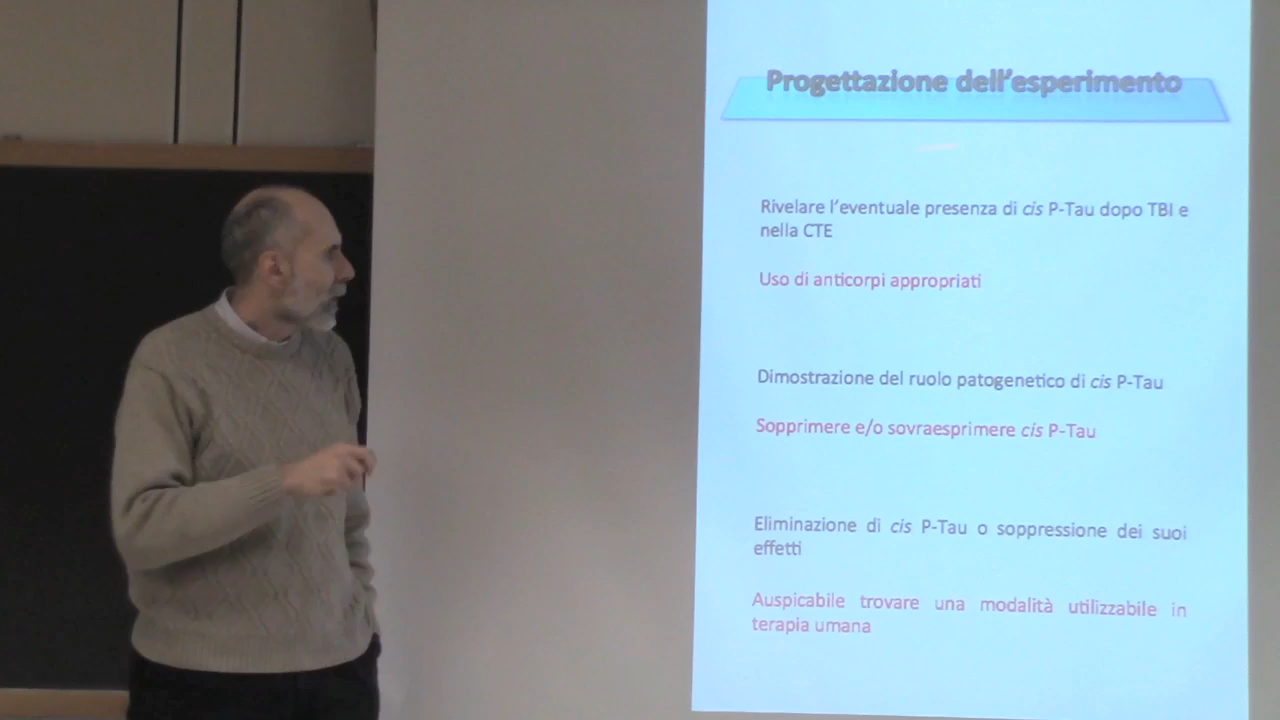 Progettazione dell'esperimento
Rivelare l'eventuale presenza di cis P-Tau dopo TBI e
nella CTE
Uso di anticorpi appropriati
Dimostrazione del ruolo patogenetico di cis P-Tau
Sopprimere e/o sovraesprimere cis P-Tau
Eliminazione di cis P-Tau o soppressione dei suoi
effetti
Auspicabile trovare una modalità utilizzabile in
terapia umana